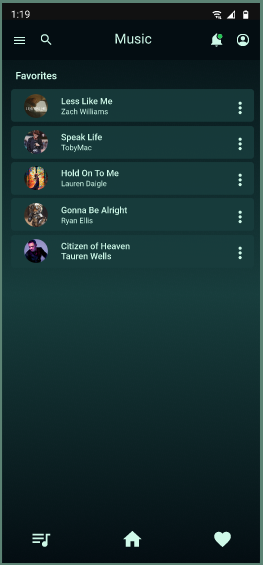 1:19
Music
Favorites
Less Like Me
Zach Williams
Speak Life
TobyMac
Hold On To Me
Lauren Daigle
Gonna Be Alright
Ryan Ellis
Citizen of Heaven
Tauren Wells